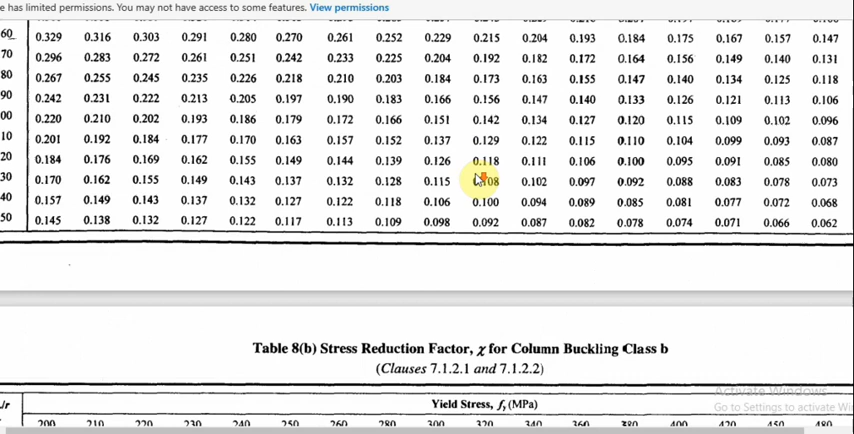 e has limited permissions. You may not have access to some features. View permissions
60 0.329 0.316 0.303 0.291 0.280 0.270 0.261 0.252 0.229 0.215 0.204 0.193 0.184 0.175 0.167 0.157 0.147
70 0.296 0.283 0.272 0.261 0.251 0.242 0.233 0.225 0.204 0.192 0.182 0.172 0.164 0.156 0.149 0.140 0.131
80 0.267 0.255 0.245 0.235 0.226 0.218 0.210 0.203 0.184 0.173 0.163 0.155 0.147 0.140 0.134 0.125 0.118
90 0.242 0.231 0.222 0.213 0.205 0.197 0.190 0.183 0.166 0.156 0.147 0.140 0.133 0.126 0.121 0.113 0.106
00 0.220 0.210 0.202 0.193 0.186 0.179 0.172 0.166 0.151 0.142 0.134 0.127 0.120 0.115 0.109 0.102 0.096
10 0.201 0.192 0.184 0.177 0.170 0.163 0.157 0.152 0.137 0.129 0.122 0.115 0.110 0.104 0.099 0.093 0.087
20 0.184 0.176 0.169 0.162 0.155 0.149 0.144 0.139 0.126 0.118 0.111 0.106 0.100 0.095 0.091 0.085 0.080
30 0.170 0.162 0.155 0.149 0.143 0.137 0.132 0.128 0.115 0.108 0.102 0.097 0.092 0.088 0.083 0.078 0.073
40 0.157 0.149 0.143 0.137 0.132 0.127 0.122 0.118 0.106 0.100 0.094 0.089 0.085 0.081 0.077 0.072 0.068
50 0.145 0.138 0.132 0.127 0.122 0.117 0.113 0.109 0.098 0.092 0.087 0.082 0.078 0.074 0.071 0.066 0.062
Table 8(b) Stress Reduction Factor, χ for Column Buckling Class b
(Clauses 7.1.2.1 and 7.1.2.2)
Activate Windows
/r Yield Stress, fy (MPa)
Go to Settings to activate Wi
200 210 220 230 240 250 260 280 300 320 340 360 380 400 420 450 480